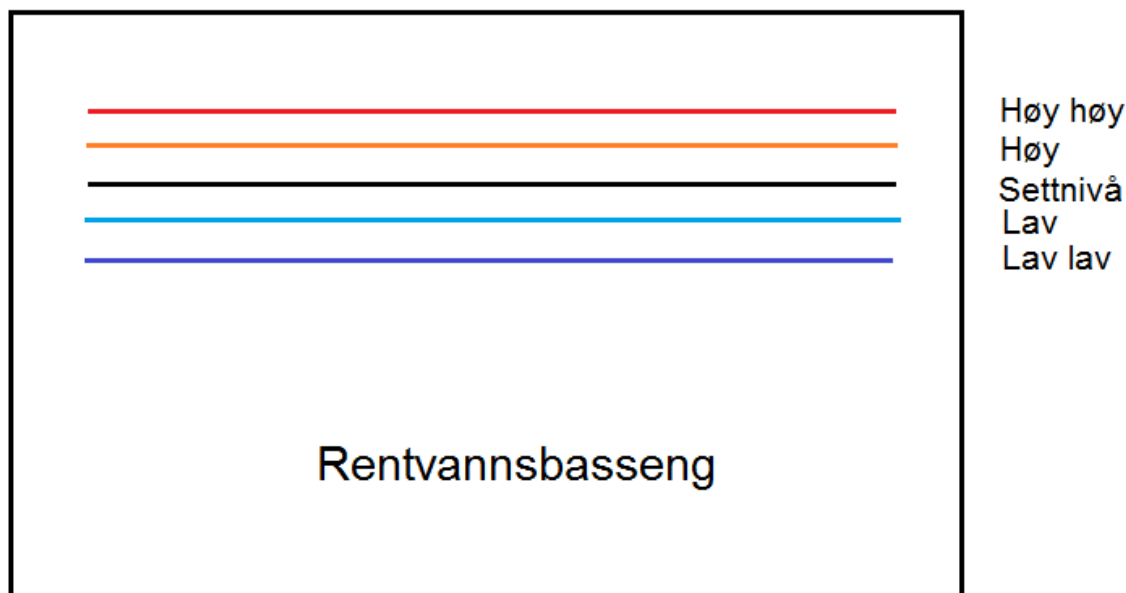 Høy høy
Høy
Settnivå
Lav
Lav lav
Rentvannsbasseng